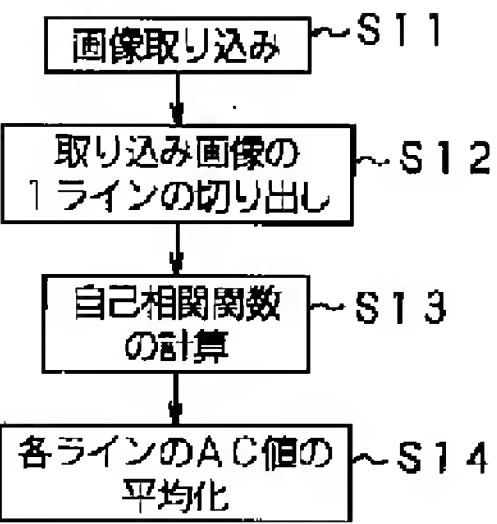 画像取り込み
～S11
取り込み画像の
1ラインの切り出し
～S12
自己相関関数
の計算
～S13
各ラインのAC値の
平均化
～S14